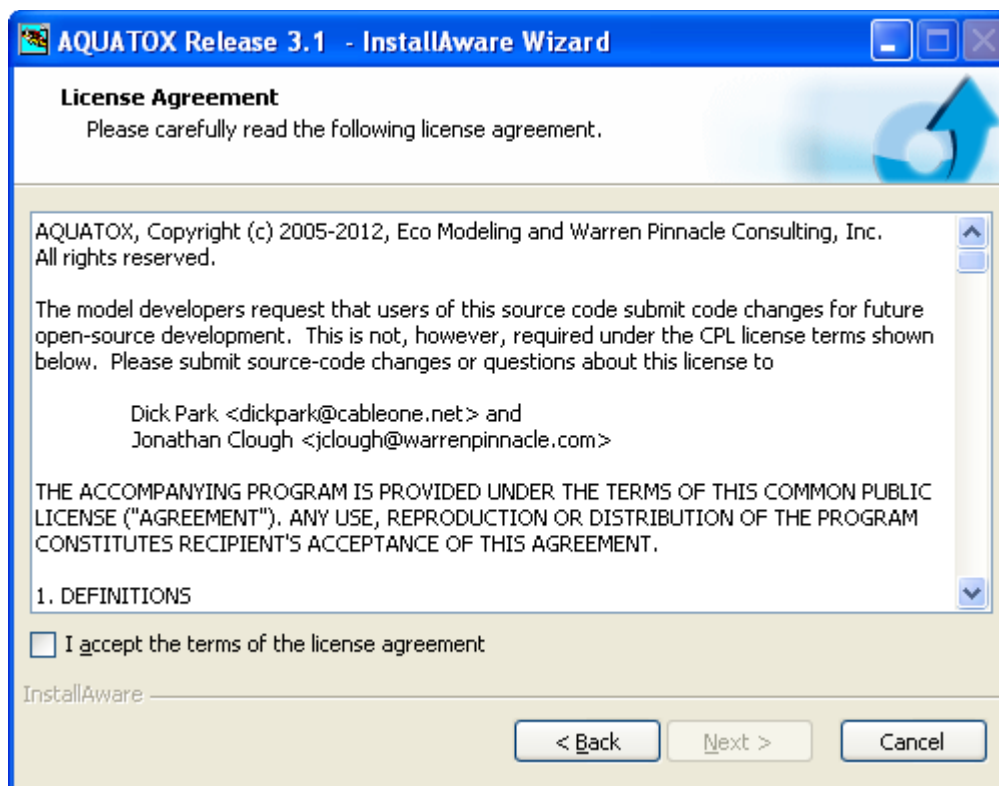 AQUATOX Release 3.1 - InstallAware Wizard
License Agreement
Please carefully read the following license agreement.
AQUATOX, Copyright (c) 2005-2012, Eco Modeling and Warren Pinnacle Consulting, Inc.
All rights reserved.
The model developers request that users of this source code submit code changes for future
open-source development.  This is not, however, required under the CPL license terms shown
below.  Please submit source-code changes or questions about this license to
Dick Park <dickpark@cableone.net> and
Jonathan Clough <jclough@warrenpinnacle.com>
THE ACCOMPANYING PROGRAM IS PROVIDED UNDER THE TERMS OF THIS COMMON PUBLIC
LICENSE ("AGREEMENT"). ANY USE, REPRODUCTION OR DISTRIBUTION OF THE PROGRAM
CONSTITUTES RECIPIENT'S ACCEPTANCE OF THIS AGREEMENT.
1. DEFINITIONS
I accept the terms of the license agreement
InstallAware
< Back Next > Cancel